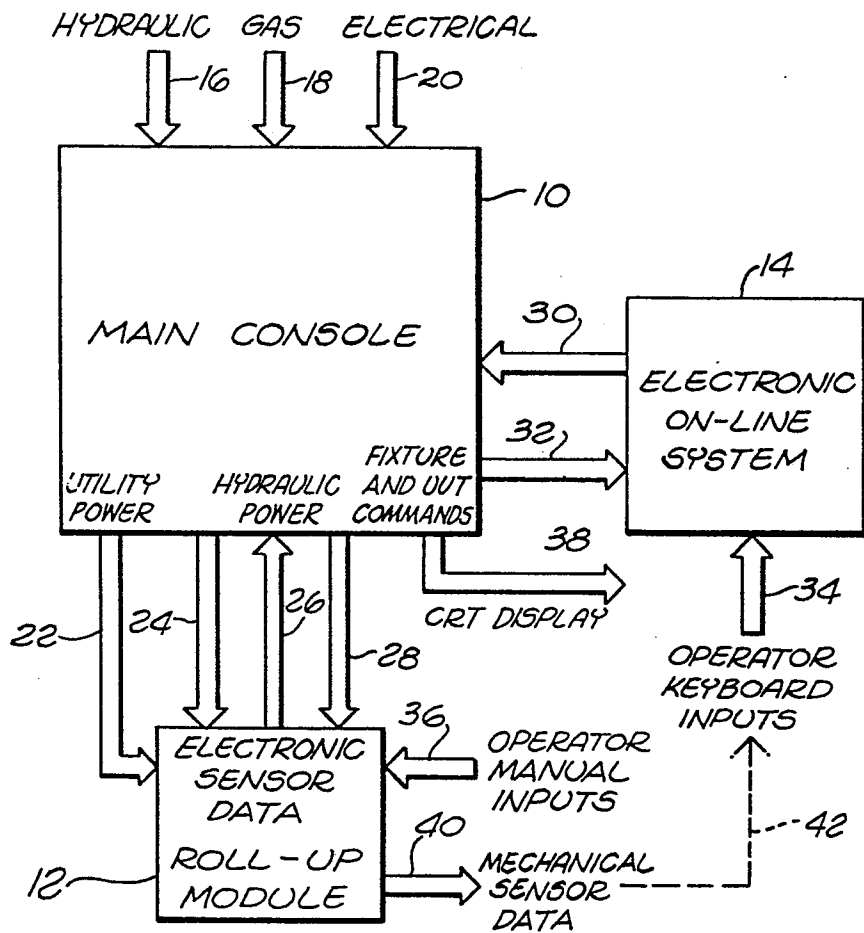 HYDRAULIC GAS ELECTRICAL
16 18 20
10
MAIN CONSOLE
14
30
ELECTRONIC
ON-LINE
SYSTEM
32
UTILITY
POWER
HYDRAULIC
POWER
FIXTURE
AND UUT
COMMANDS
38
CRT DISPLAY
34
22 24 26 28
OPERATOR
KEYBOARD
INPUTS
36
OPERATOR
MANUAL
INPUTS
ELECTRONIC
SENSOR
DATA
ROLL-UP
MODULE
12
40
MECHANICAL
SENSOR
DATA
42